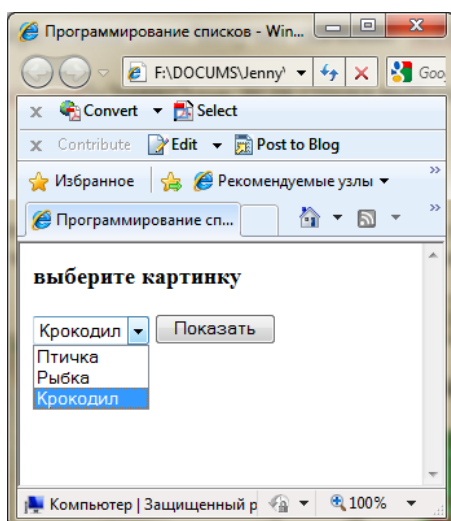 Программирование списков - Win...
F:\DOCUMS\Jenny' Goo
x Convert Select
x Contribute Edit Post to Blog
Избранное Рекомендуемые узлы »
Программирование сп... »
выберите картинку
Крокодил Показать
Птичка
Рыбка
Крокодил
Компьютер | Защищенный р 100%